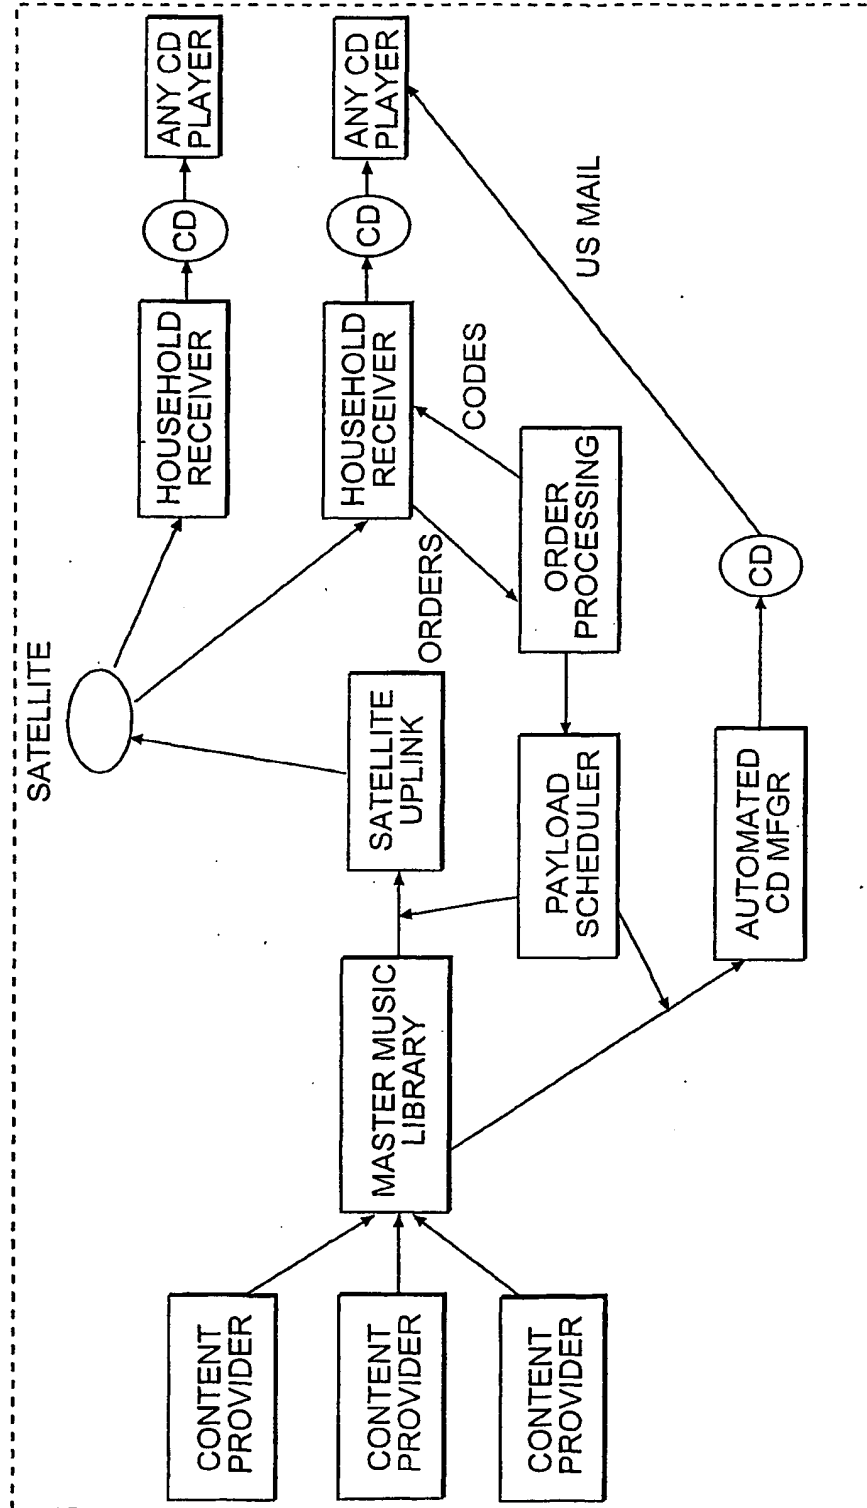 CONTENT
PROVIDER
CONTENT
PROVIDER
CONTENT
PROVIDER
MASTER MUSIC
LIBRARY
SATELLITE
SATELLITE
UPLINK
PAYLOAD
SCHEDULER
AUTOMATED
CD MFGR
ORDERS
ORDER
PROCESSING
CODES
CD
US MAIL
HOUSEHOLD
RECEIVER
CD
ANY CD
PLAYER
HOUSEHOLD
RECEIVER
CD
ANY CD
PLAYER